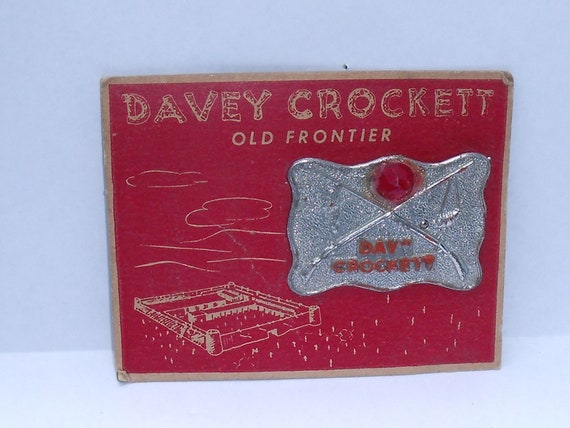 DAVEY CROCKETT
OLD FRONTIER
DAVY
CROCKETT